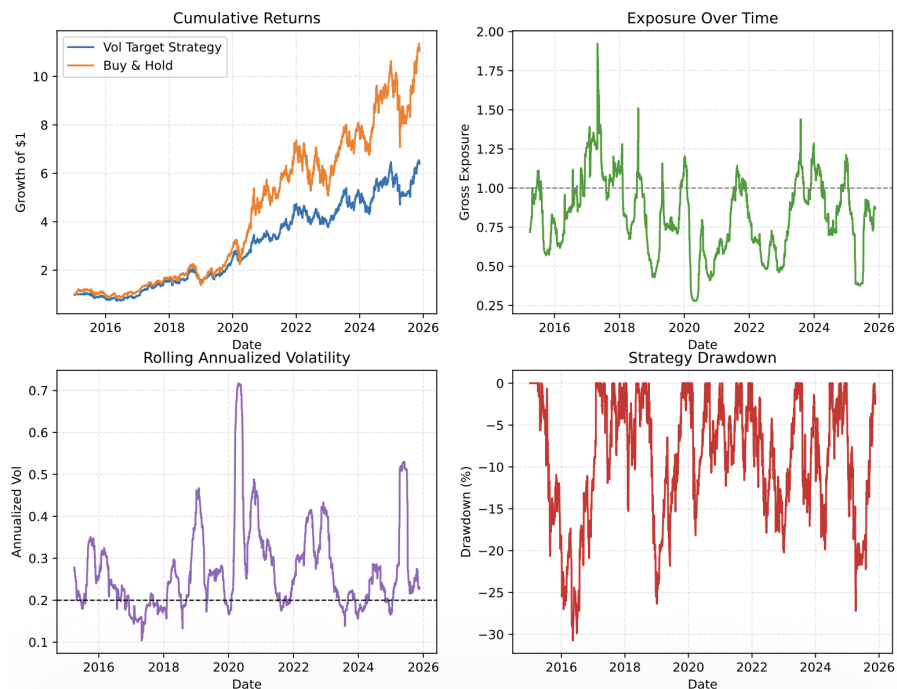 Cumulative Returns
Growth of $1
10
8
6
4
2
Vol Target Strategy
Buy & Hold
2016 2018 2020 2022 2024 2026
Date
Exposure Over Time
Gross Exposure
2.00
1.75
1.50
1.25
1.00
0.75
0.50
0.25
2016 2018 2020 2022 2024 2026
Date
Rolling Annualized Volatility
Annualized Vol
0.7
0.6
0.5
0.4
0.3
0.2
0.1
2016 2018 2020 2022 2024 2026
Date
Strategy Drawdown
Drawdown (%)
0
−5
−10
−15
−20
−25
−30
2016 2018 2020 2022 2024 2026
Date